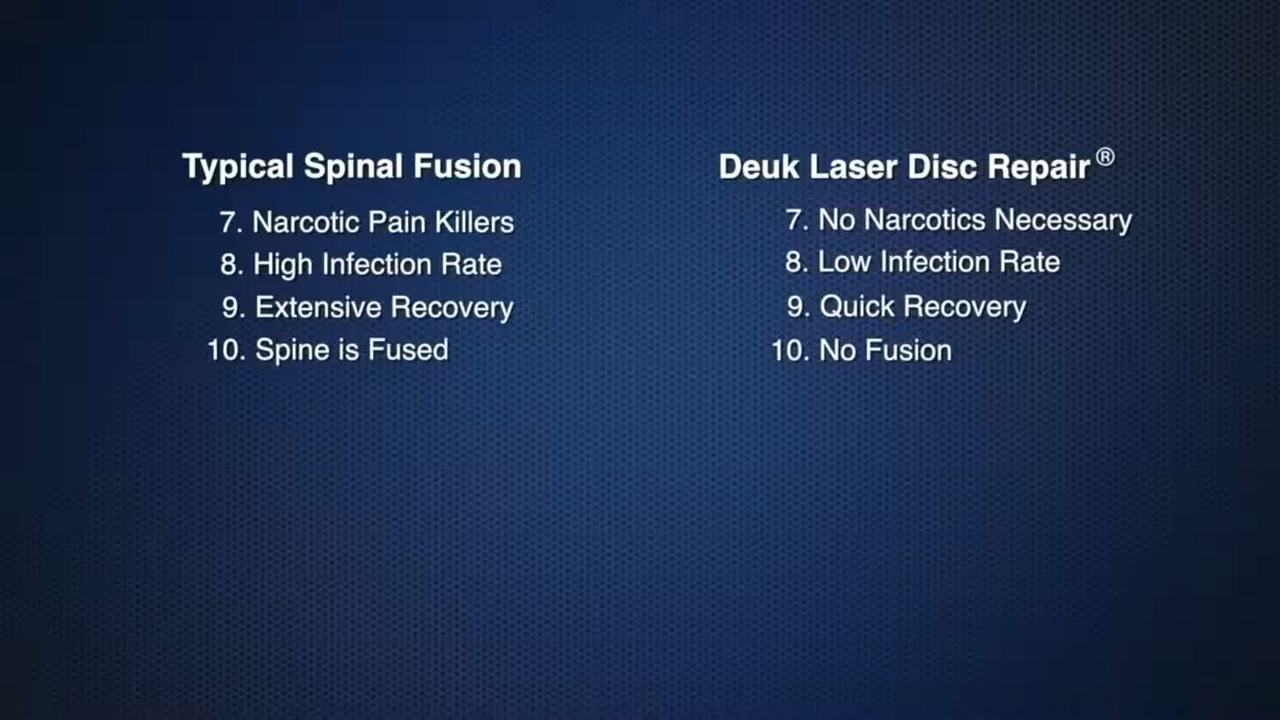 Typical Spinal Fusion
7. Narcotic Pain Killers
8. High Infection Rate
9. Extensive Recovery
10. Spine is Fused
Deuk Laser Disc Repair®
7. No Narcotics Necessary
8. Low Infection Rate
9. Quick Recovery
10. No Fusion